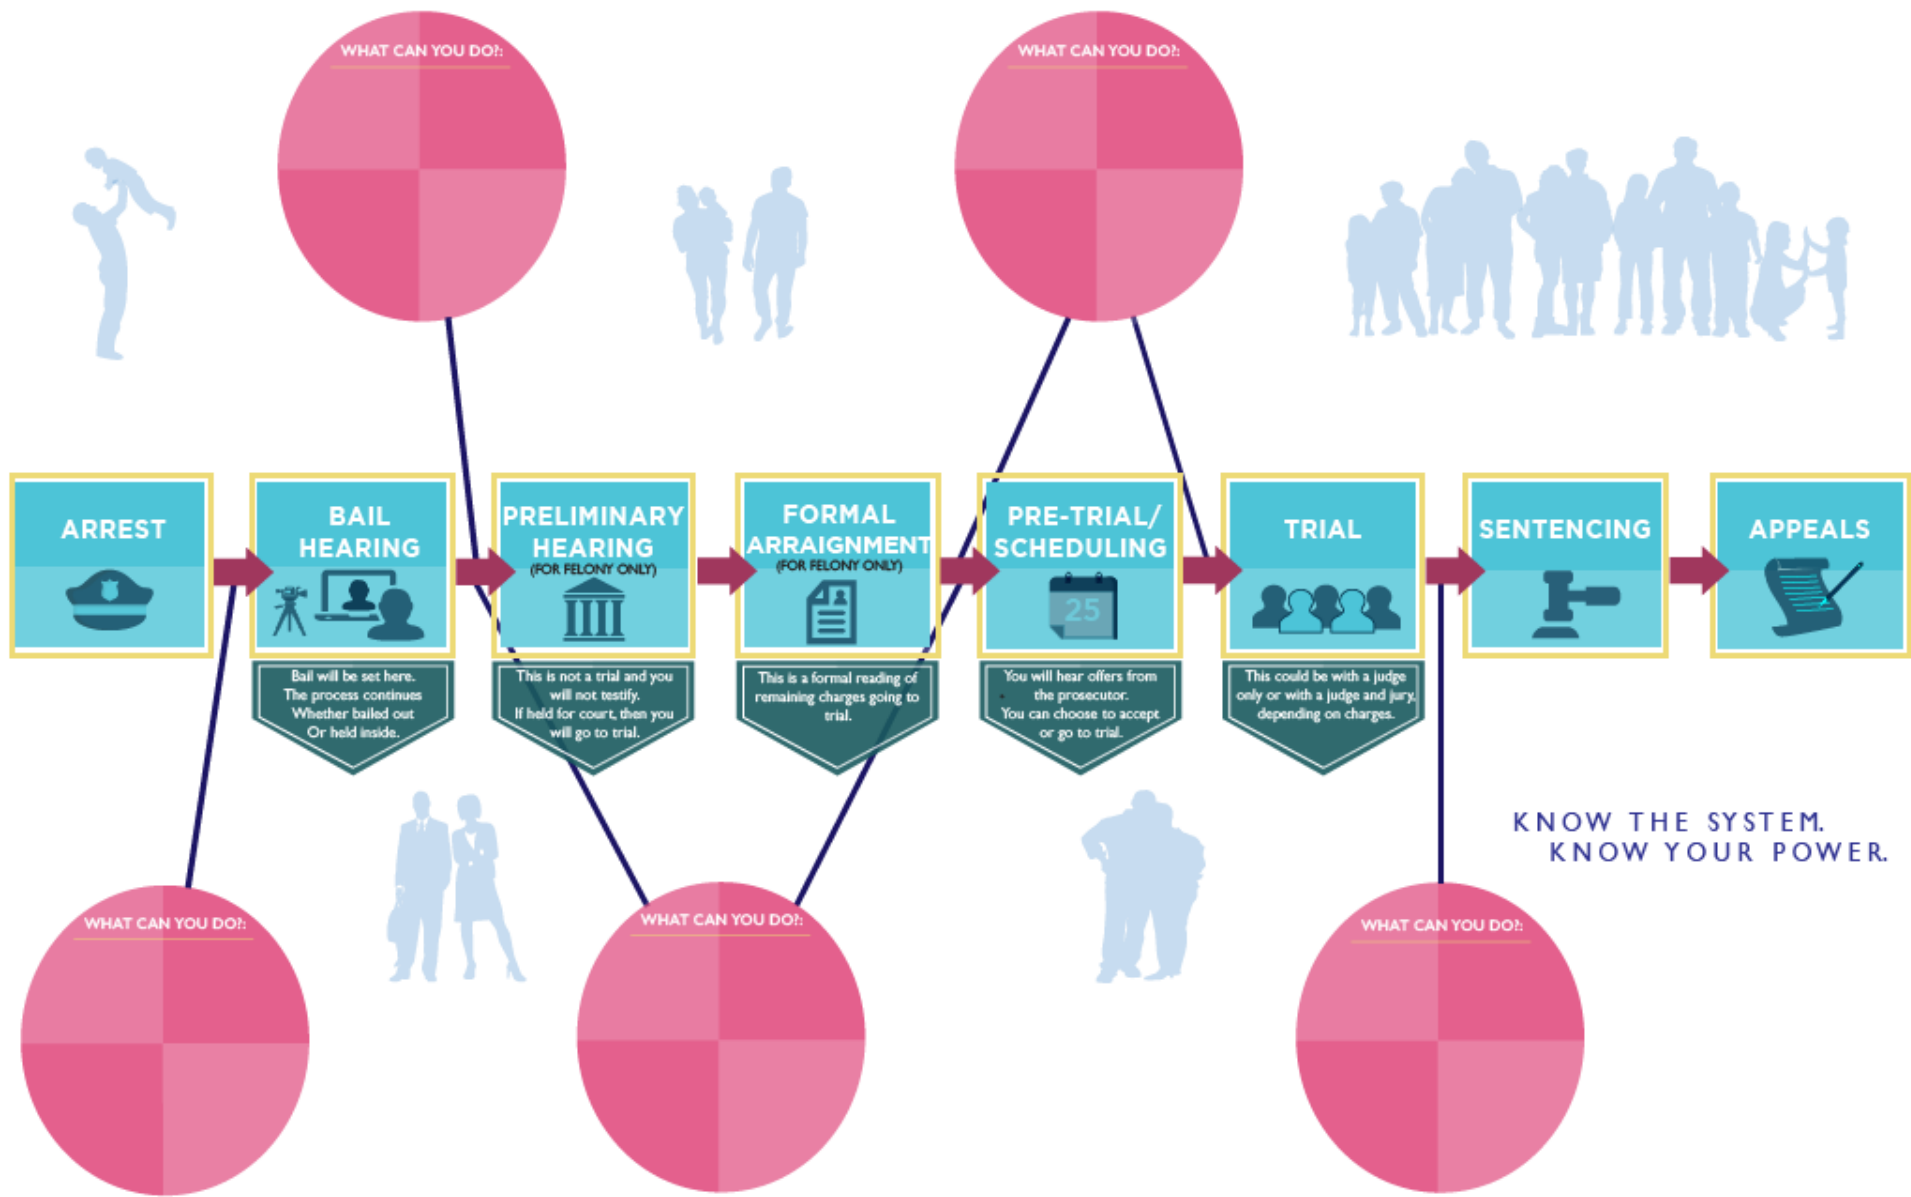 WHAT CAN YOU DO?:
WHAT CAN YOU DO?:
ARREST
BAIL
HEARING
PRELIMINARY
HEARING
(FOR FELONY ONLY)
FORMAL
ARRAIGNMENT
(FOR FELONY ONLY)
PRE-TRIAL/
SCHEDULING
25
TRIAL
SENTENCING
APPEALS
Bail will be set here.
The process continues
Whether bailed out
Or held inside.
This is not a trial and you
will not testify.
If held for court, then you
will go to trial.
This is a formal reading of
remaining charges going to
trial.
You will hear offers from
the prosecutor.
You can choose to accept
or go to trial.
This could be with a judge
only or with a judge and jury,
depending on charges.
KNOW THE SYSTEM.
KNOW YOUR POWER.
WHAT CAN YOU DO?:
WHAT CAN YOU DO?:
WHAT CAN YOU DO?: